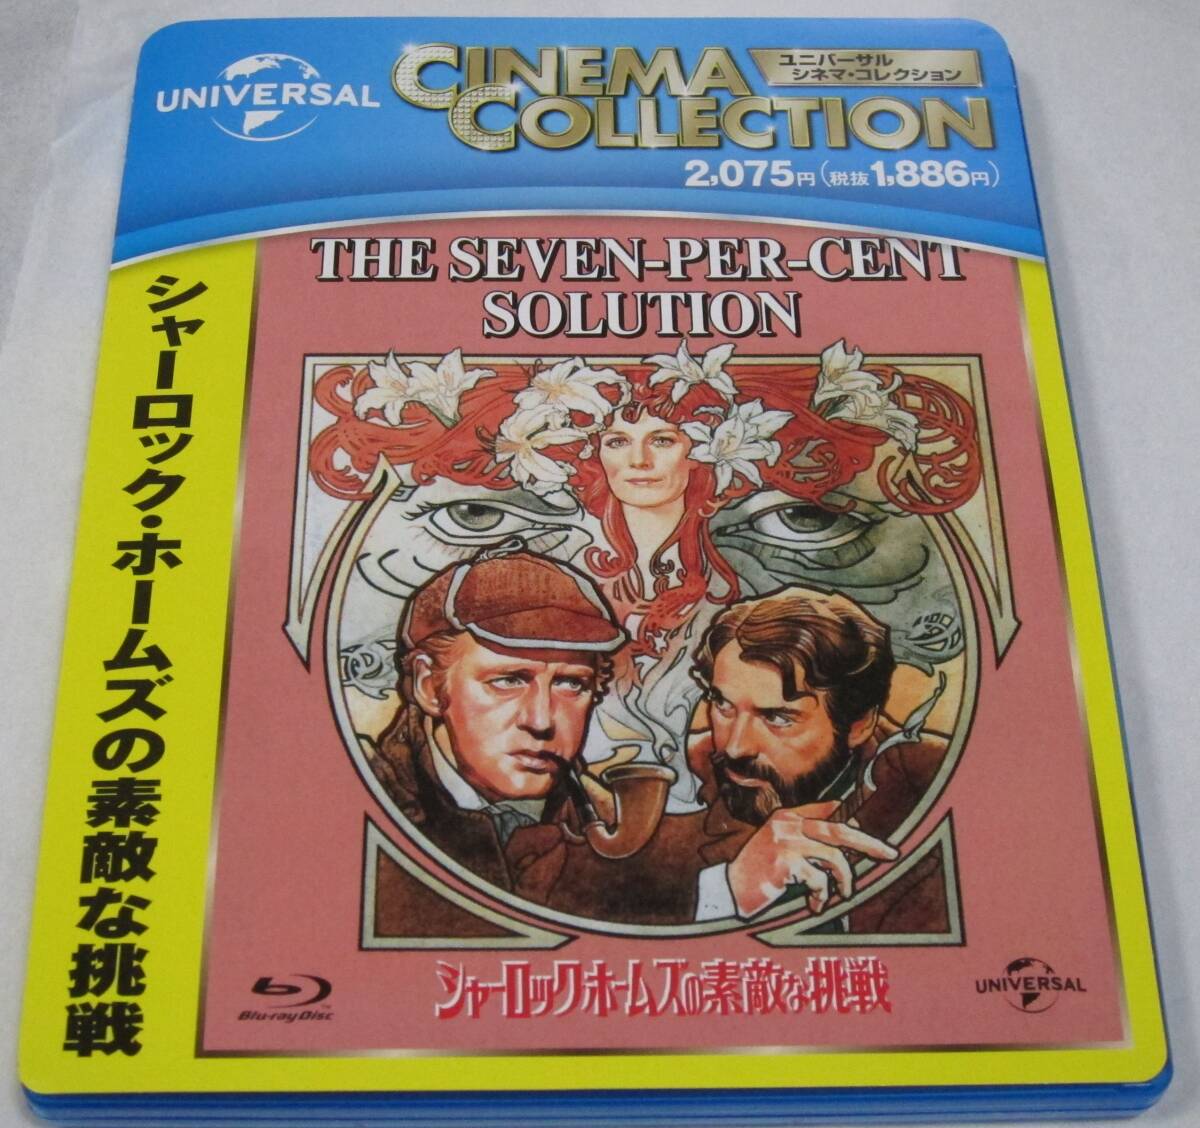 UNIVERSAL
CINEMA
COLLECTION
ユニバーサル
シネマ・コレクション
2,075円(税抜1,886円)
シャーロック・ホームズの素敵な挑戦
THE SEVEN-PER-CENT
SOLUTION
シャーロックホームズの素敵な挑戦
Blu-ray Disc
UNIVERSAL